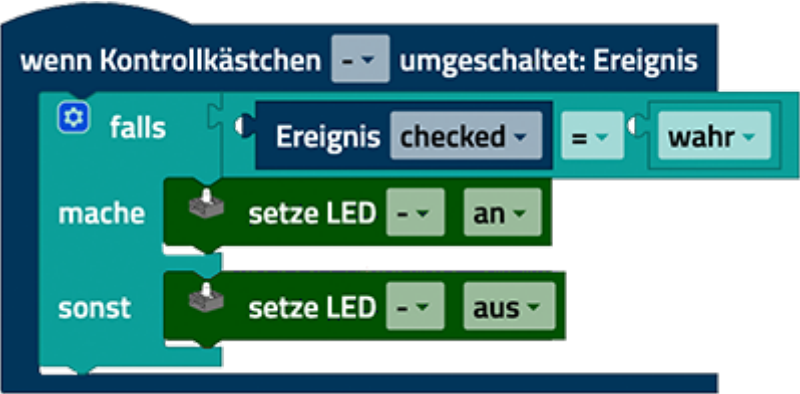 wenn Kontrollkästchen - umgeschaltet: Ereignis
falls Ereignis checked = wahr
mache setze LED - an
sonst setze LED - aus